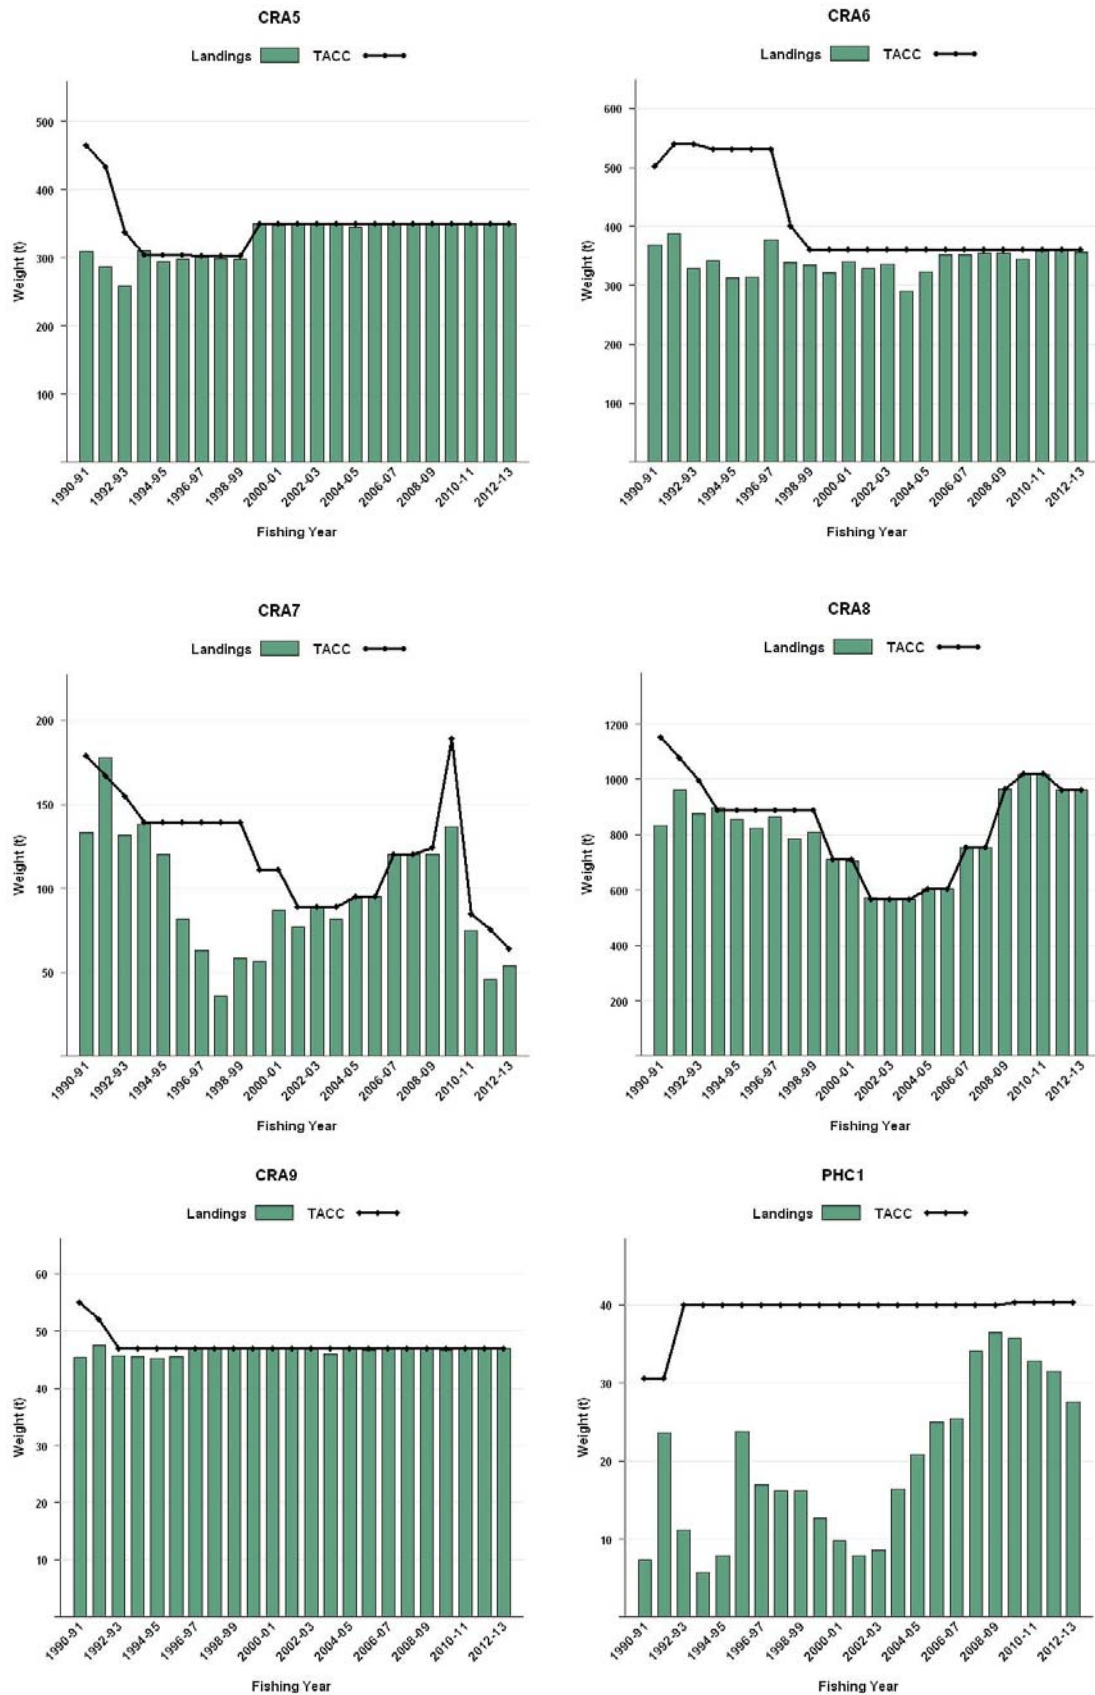 CRA5
Landings TACC
500
400
300
200
100
Weight (t)
1990-91 1992-93 1994-95 1996-97 1998-99 2000-01 2002-03 2004-05 2006-07 2008-09 2010-11 2012-13
Fishing Year
CRA6
Landings TACC
600
500
400
300
200
100
Weight (t)
1990-91 1992-93 1994-95 1996-97 1998-99 2000-01 2002-03 2004-05 2006-07 2008-09 2010-11 2012-13
Fishing Year
CRA7
Landings TACC
200
150
100
50
Weight (t)
1990-91 1992-93 1994-95 1996-97 1998-99 2000-01 2002-03 2004-05 2006-07 2008-09 2010-11 2012-13
Fishing Year
CRA8
Landings TACC
1200
1000
800
600
400
200
Weight (t)
1990-91 1992-93 1994-95 1996-97 1998-99 2000-01 2002-03 2004-05 2006-07 2008-09 2010-11 2012-13
Fishing Year
CRA9
Landings TACC
60
50
40
30
20
10
Weight (t)
1990-91 1992-93 1994-95 1996-97 1998-99 2000-01 2002-03 2004-05 2006-07 2008-09 2010-11 2012-13
Fishing Year
PHC1
Landings TACC
40
30
20
10
Weight (t)
1990-91 1992-93 1994-95 1996-97 1998-99 2000-01 2002-03 2004-05 2006-07 2008-09 2010-11 2012-13
Fishing Year